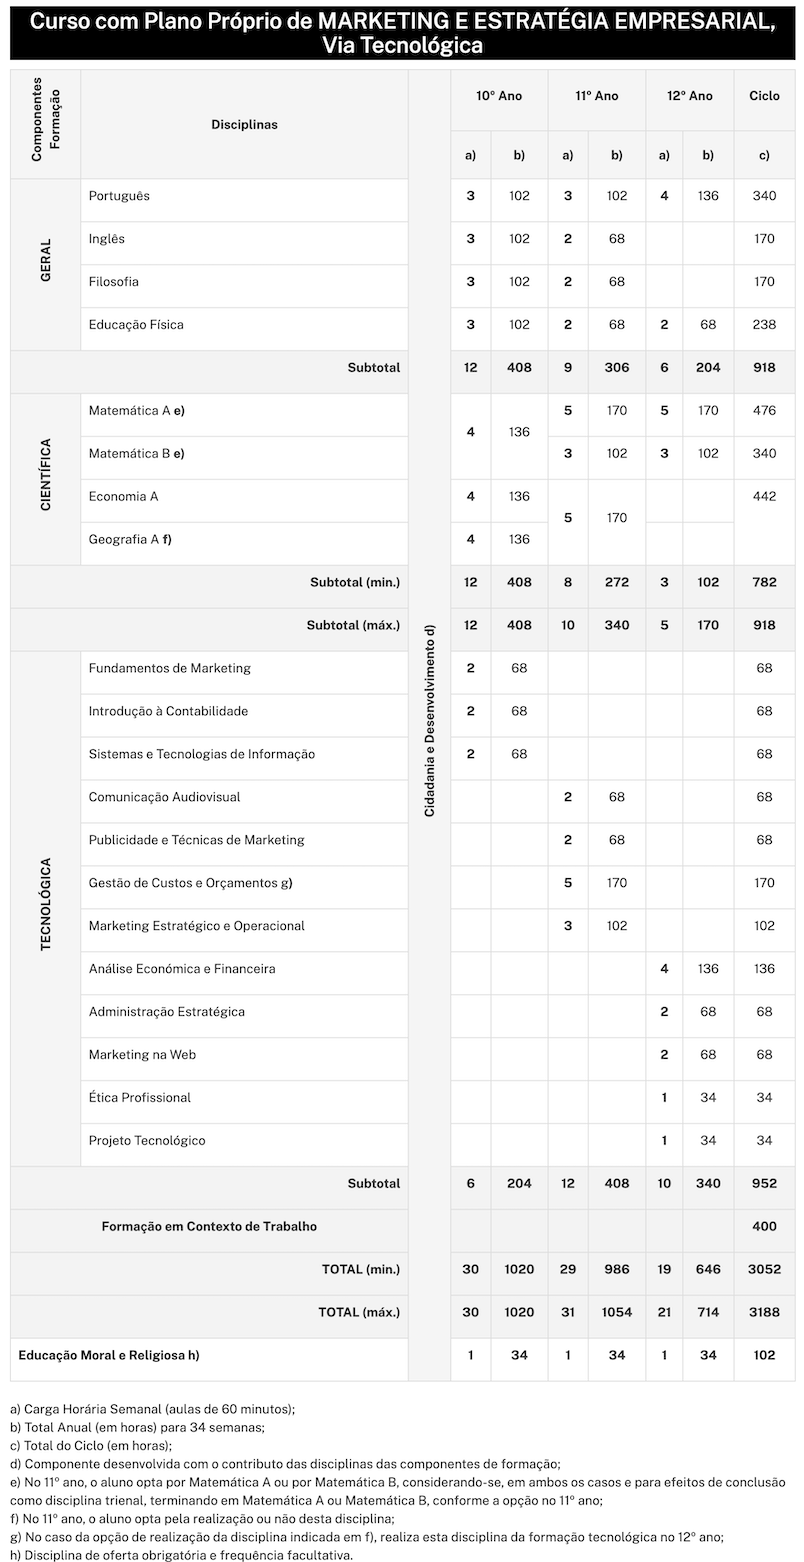 Curso com Plano Próprio de MARKETING E ESTRATÉGIA EMPRESARIAL,
Via Tecnológica
Componentes Formação Disciplinas Cidadania e Desenvolvimento d) 10º Ano 11º Ano 12º Ano Ciclo
a) b) a) b) a) b) c)
GERAL
Português 3 102 3 102 4 136 340
Inglês 3 102 2 68 170
Filosofia 3 102 2 68 170
Educação Física 3 102 2 68 2 68 238
Subtotal 12 408 9 306 6 204 918
CIENTÍFICA
Matemática A e) 4 136 5 170 5 170 476
Matemática B e) 3 102 3 102 340
Economia A 4 136 5 170 442
Geografia A f) 4 136
Subtotal (min.) 12 408 8 272 3 102 782
Subtotal (máx.) 12 408 10 340 5 170 918
TECNOLÓGICA
Fundamentos de Marketing 2 68 68
Introdução à Contabilidade 2 68 68
Sistemas e Tecnologias de Informação 2 68 68
Comunicação Audiovisual 2 68 68
Publicidade e Técnicas de Marketing 2 68 68
Gestão de Custos e Orçamentos g) 5 170 170
Marketing Estratégico e Operacional 3 102 102
Análise Económica e Financeira 4 136 136
Administração Estratégica 2 68 68
Marketing na Web 2 68 68
Ética Profissional 1 34 34
Projeto Tecnológico 1 34 34
Subtotal 6 204 12 408 10 340 952
Formação em Contexto de Trabalho 400
TOTAL (min.) 30 1020 29 986 19 646 3052
TOTAL (máx.) 30 1020 31 1054 21 714 3188
Educação Moral e Religiosa h) 1 34 1 34 1 34 102
a) Carga Horária Semanal (aulas de 60 minutos);
b) Total Anual (em horas) para 34 semanas;
c) Total do Ciclo (em horas);
d) Componente desenvolvida com o contributo das disciplinas das componentes de formação;
e) No 11º ano, o aluno opta por Matemática A ou por Matemática B, considerando-se, em ambos os casos e para efeitos de conclusão
como disciplina trienal, terminando em Matemática A ou Matemática B, conforme a opção no 11º ano;
f) No 11º ano, o aluno opta pela realização ou não desta disciplina;
g) No caso da opção de realização da disciplina indicada em f), realiza esta disciplina da formação tecnológica no 12º ano;
h) Disciplina de oferta obrigatória e frequência facultativa.